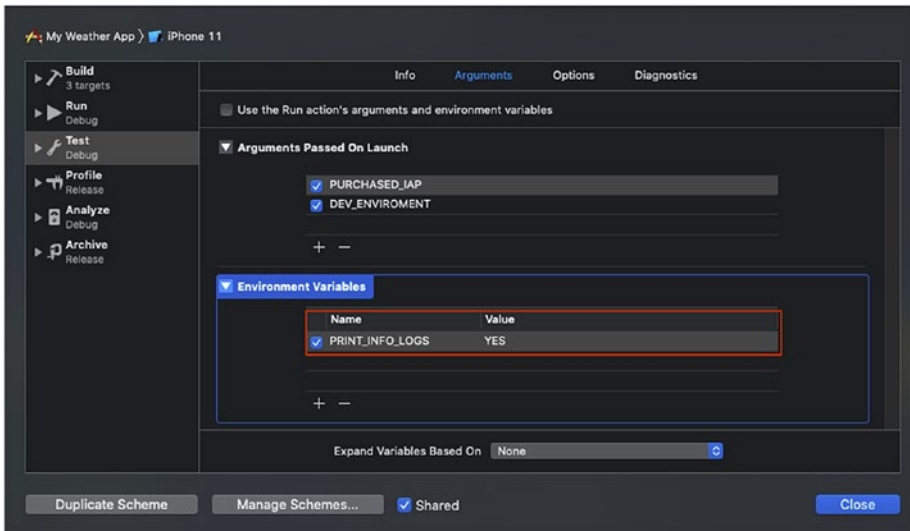 My Weather App 〉 iPhone 11
Build
3 targets
Run
Debug
Test
Debug
Profile
Release
Analyze
Debug
Archive
Release
Info Arguments Options Diagnostics
Use the Run action's arguments and environment variables
Arguments Passed On Launch
PURCHASED_IAP
DEV_ENVIROMENT
+ −
Environment Variables
Name Value
PRINT_INFO_LOGS YES
+ −
Expand Variables Based On None
Duplicate Scheme Manage Schemes... Shared Close